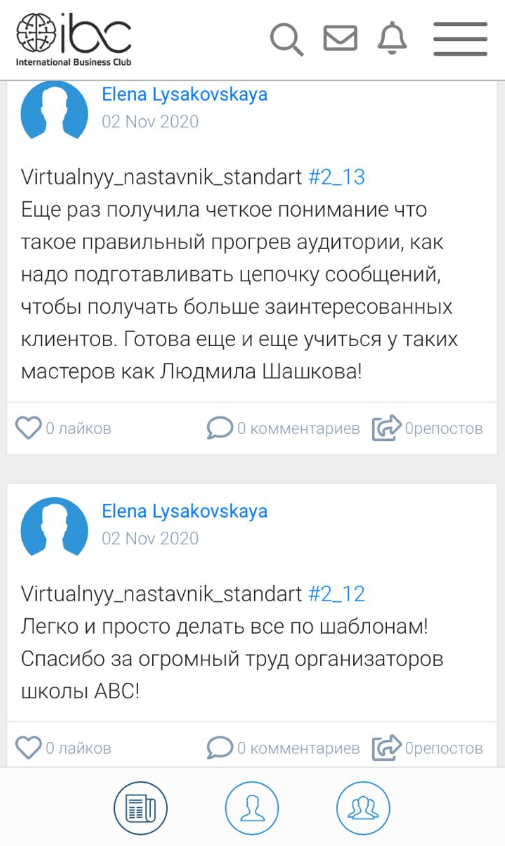 ibc
International Business Club
Elena Lysakovskaya
02 Nov 2020
Virtualnyy_nastavnik_standart #2_13
Еще раз получила четкое понимание что
такое правильный прогрев аудитории, как
надо подготавливать цепочку сообщений,
чтобы получать больше заинтересованных
клиентов. Готова еще и еще учиться у таких
мастеров как Людмила Шашкова!
0 лайков 0 комментариев 0репостов
Elena Lysakovskaya
02 Nov 2020
Virtualnyy_nastavnik_standart #2_12
Легко и просто делать все по шаблонам!
Спасибо за огромный труд организаторов
школы АВС!
0 лайков 0 комментариев 0репостов